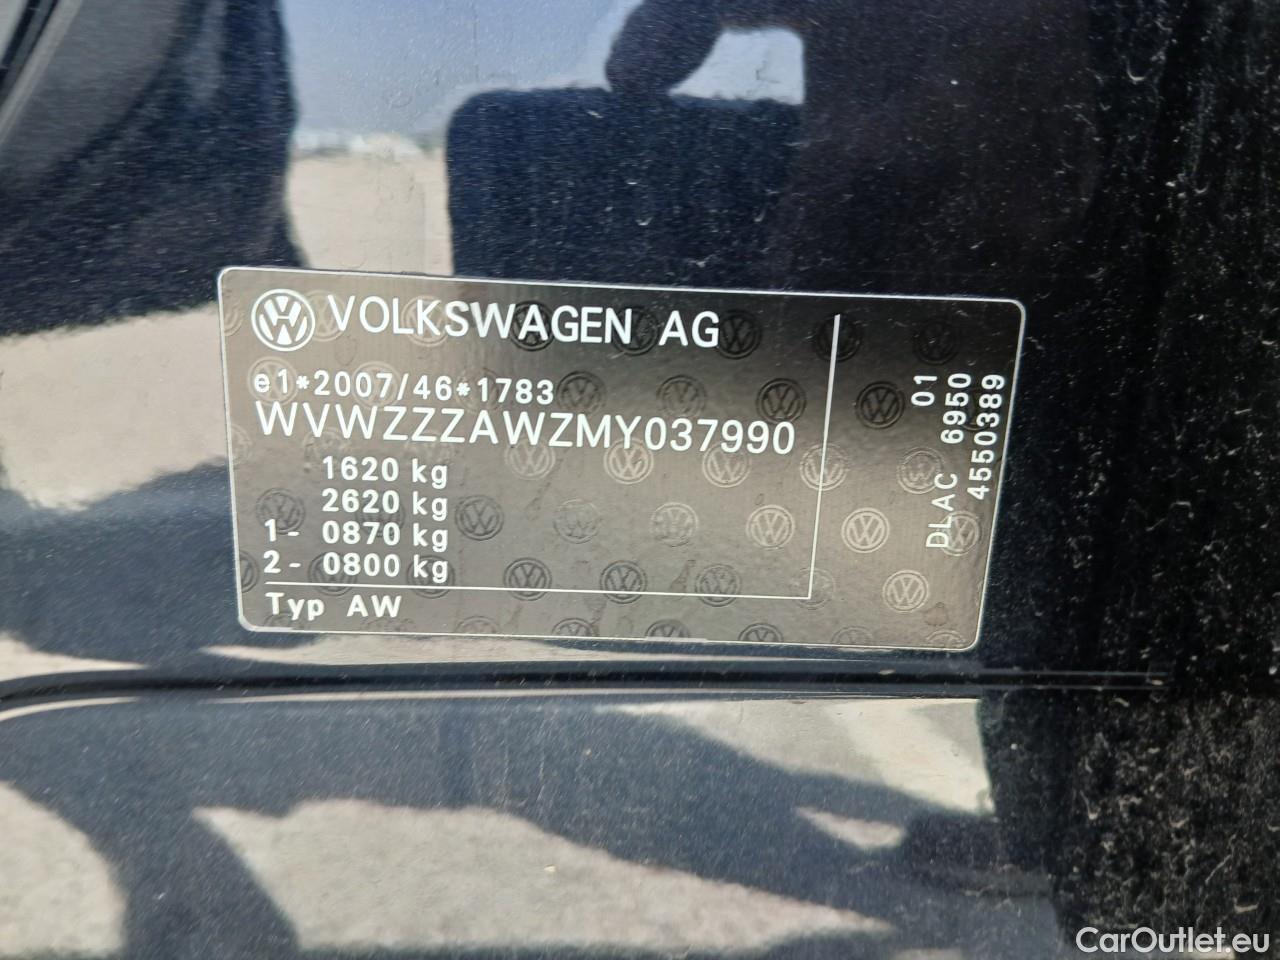 VOLKSWAGEN AG
e1*2007/46*1783
WVWZZZAWZMY037990
1620 kg
2620 kg
1- 0870 kg
2- 0800 kg
Typ AW
01
DLAC 6950
4550389
CarOutlet.eu